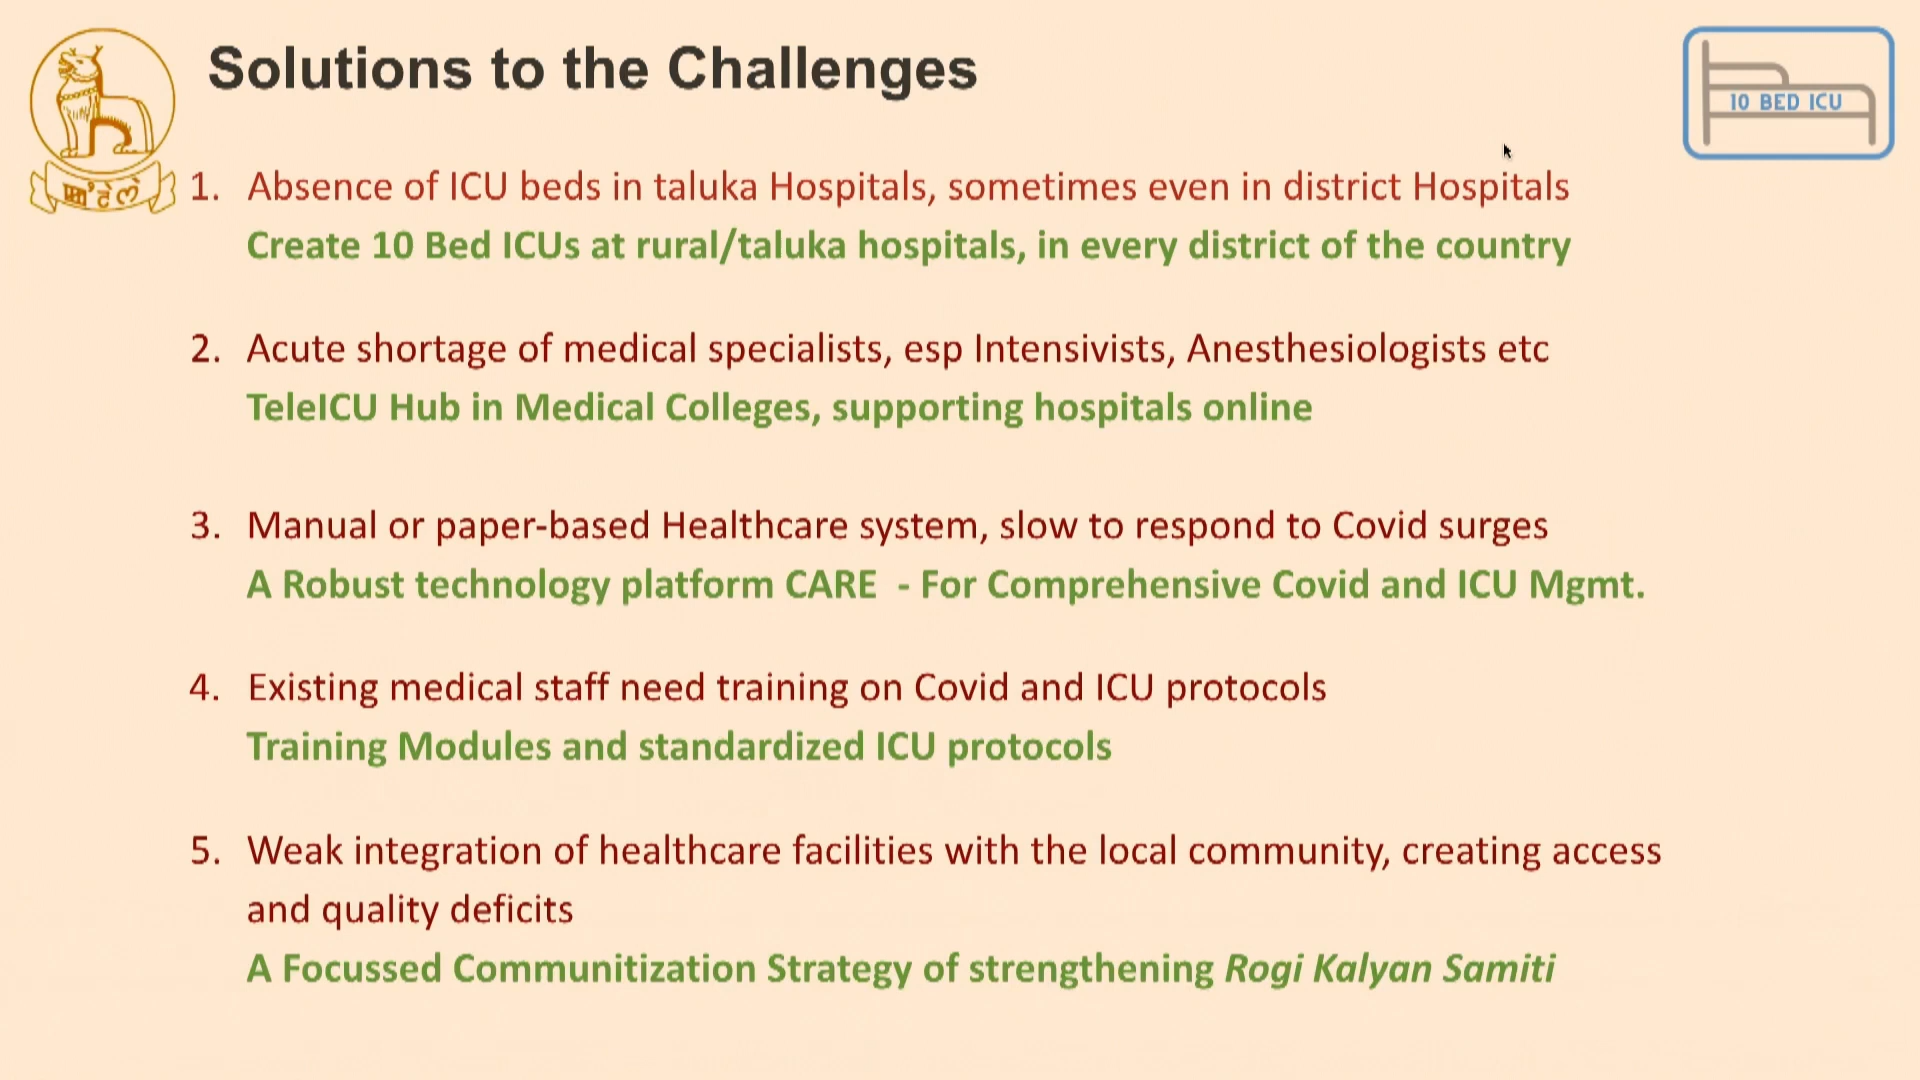 Solutions to the Challenges
10 BED ICU
1. Absence of ICU beds in taluka Hospitals, sometimes even in district Hospitals
Create 10 Bed ICUs at rural/taluka hospitals, in every district of the country
2. Acute shortage of medical specialists, esp Intensivists, Anesthesiologists etc
TeleICU Hub in Medical Colleges, supporting hospitals online
3. Manual or paper-based Healthcare system, slow to respond to Covid surges
A Robust technology platform CARE - For Comprehensive Covid and ICU Mgmt.
4. Existing medical staff need training on Covid and ICU protocols
Training Modules and standardized ICU protocols
5. Weak integration of healthcare facilities with the local community, creating access
and quality deficits
A Focussed Communitization Strategy of strengthening Rogi Kalyan Samiti